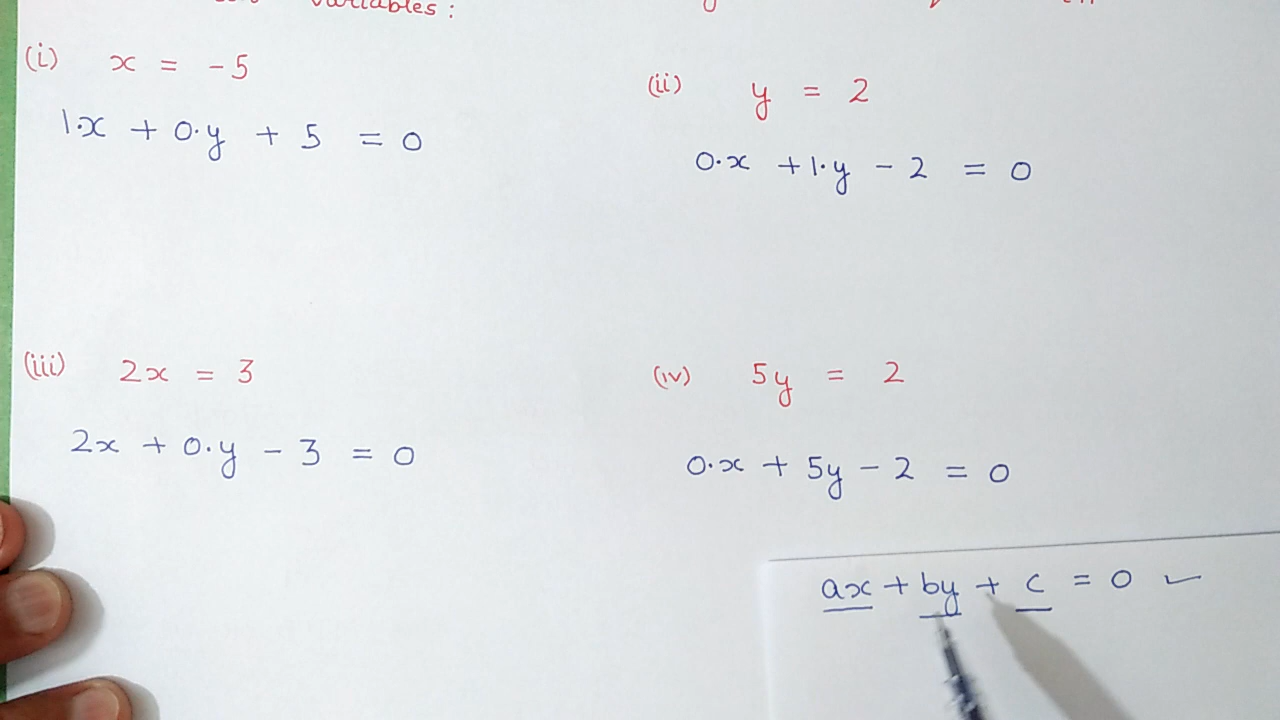 variables :
(i) x = -5
1·x + 0·y + 5 = 0
(ii) y = 2
0·x + 1·y - 2 = 0
(iii) 2x = 3
2x + 0·y - 3 = 0
(iv) 5y = 2
0·x + 5y - 2 = 0
ax + by + c = 0 ✓